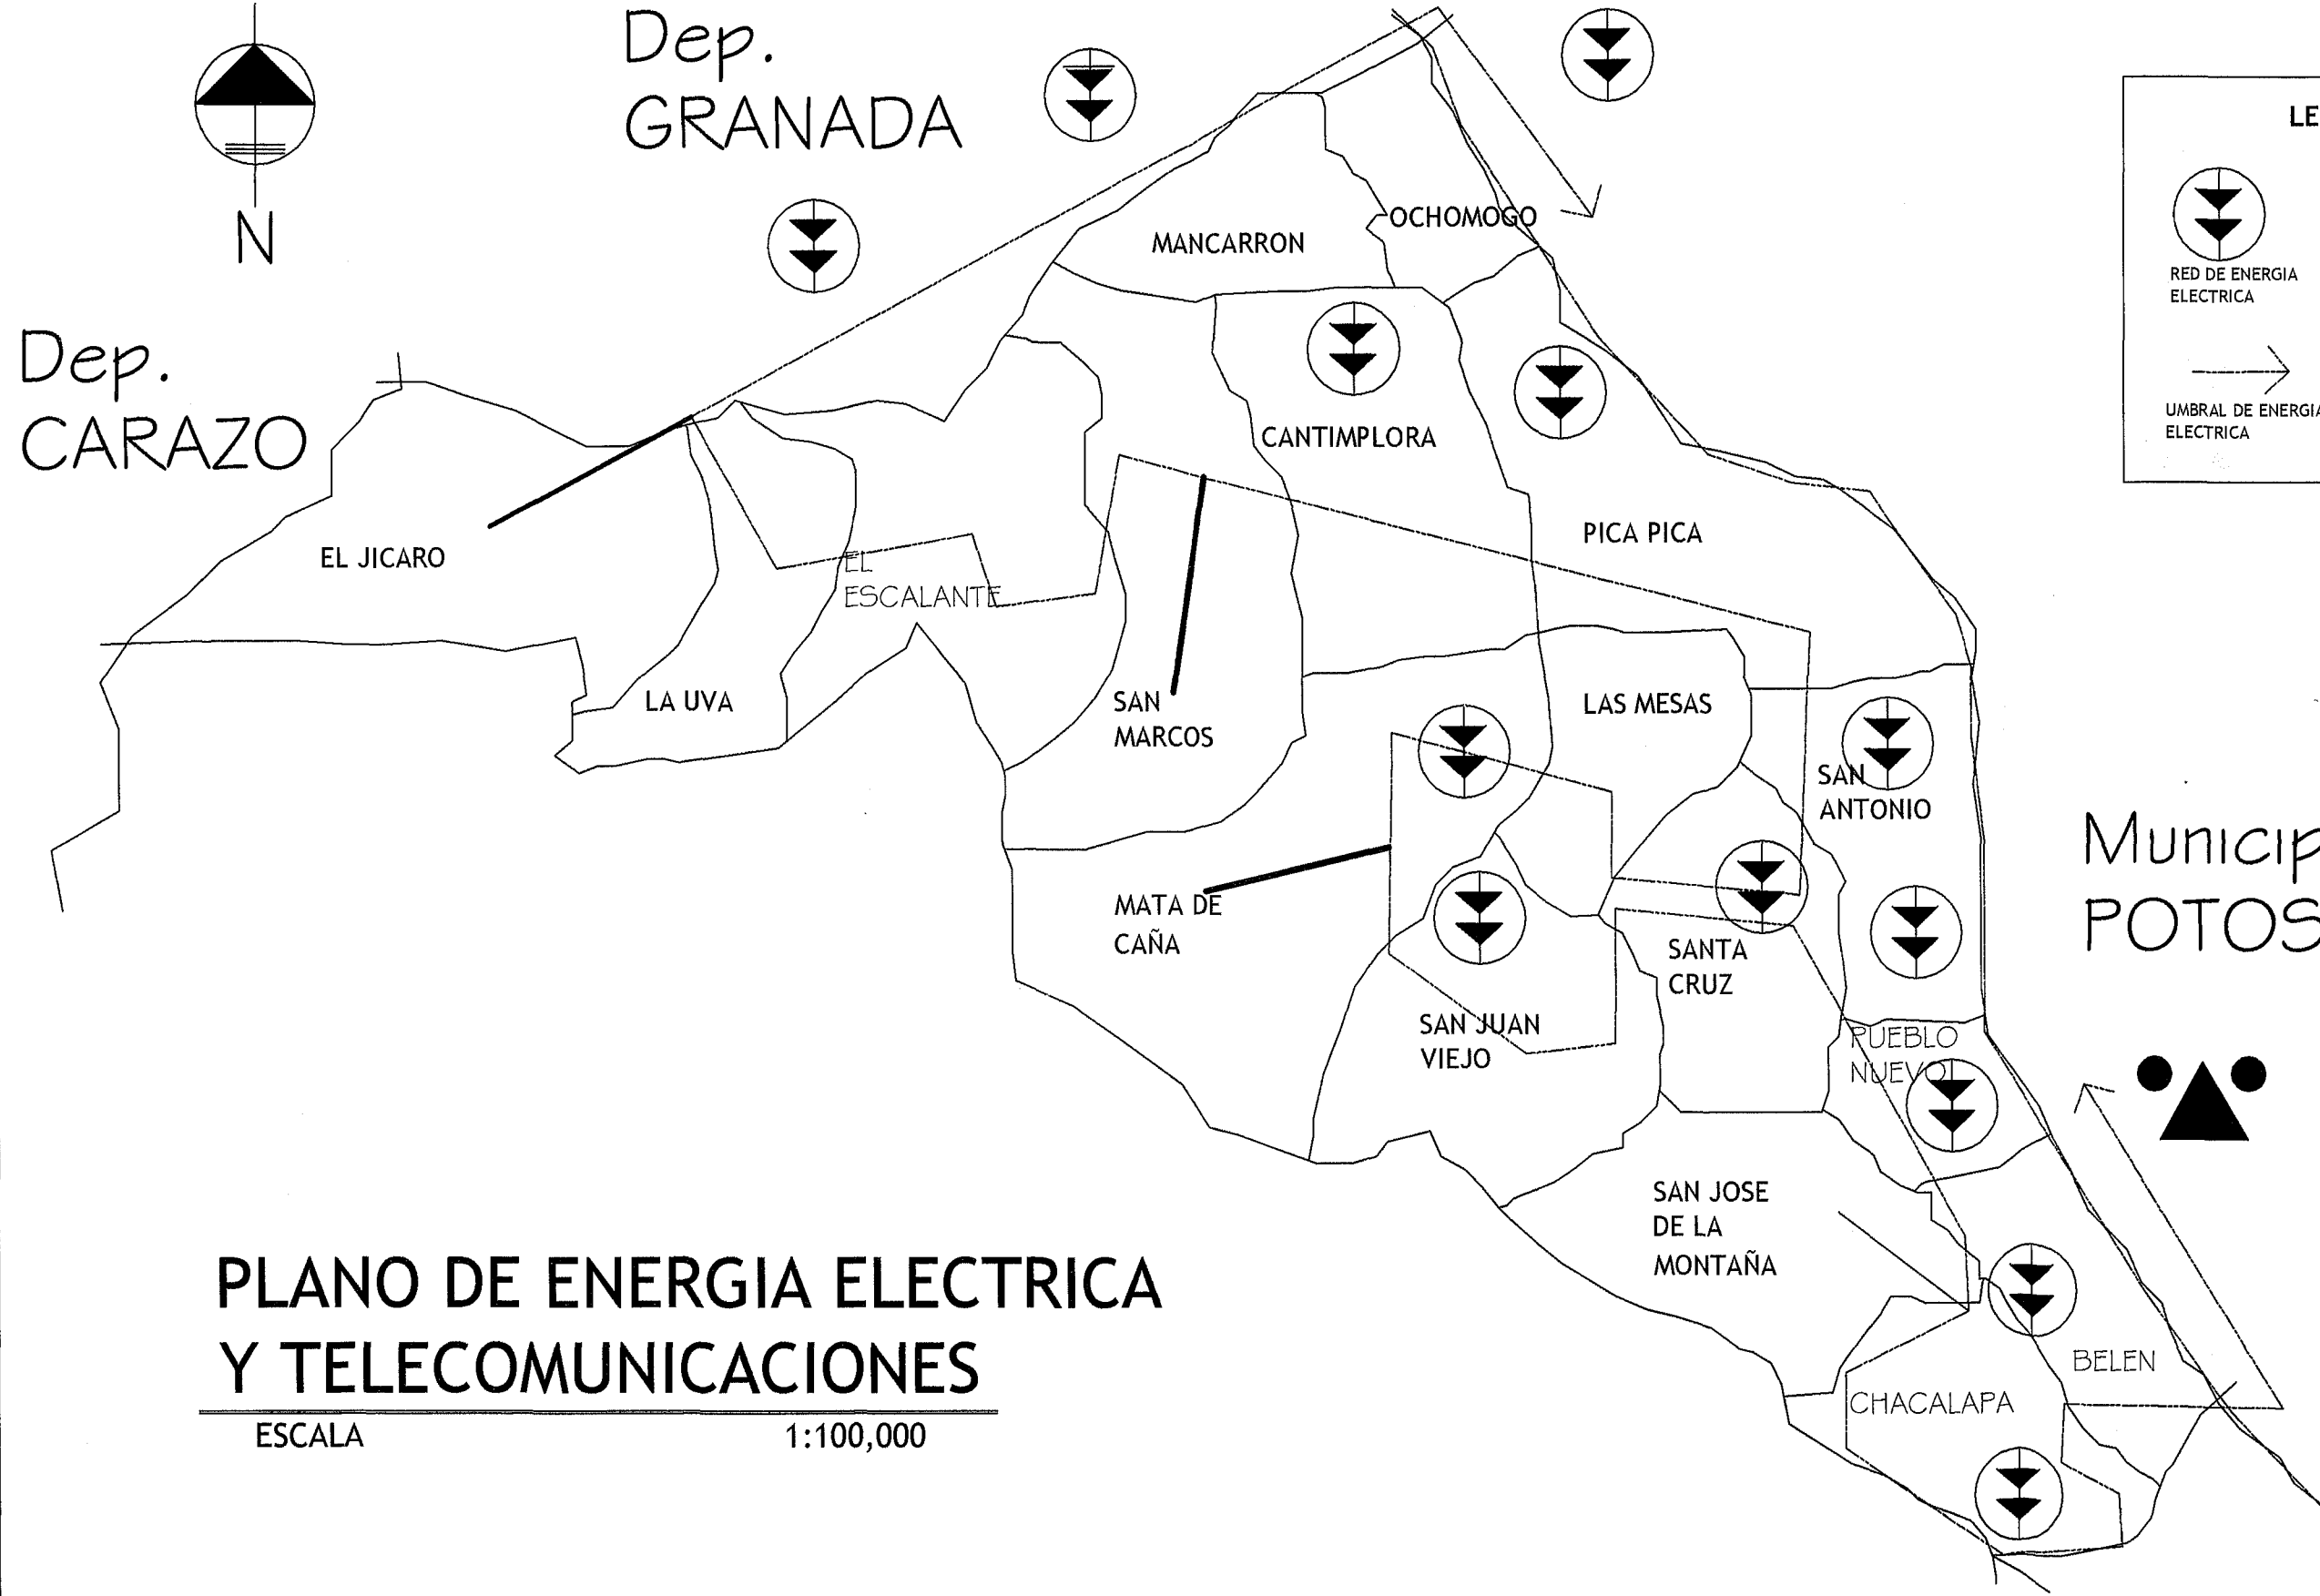 Dep.
GRANADA
N
Dep.
CARAZO
OCHOMOGO
MANCARRON
CANTIMPLORA
PICA PICA
EL JICARO
EL
ESCALANTE
LA UVA
SAN
MARCOS
LAS MESAS
SAN
ANTONIO
MATA DE
CAÑA
SANTA
CRUZ
SAN JUAN
VIEJO
PUEBLO
NUEVO
SAN JOSE
DE LA
MONTAÑA
BELEN
CHACALAPA
LE
RED DE ENERGIA
ELECTRICA
UMBRAL DE ENERGIA
ELECTRICA
Municip
POTOS
PLANO DE ENERGIA ELECTRICA
Y TELECOMUNICACIONES
ESCALA 1:100,000